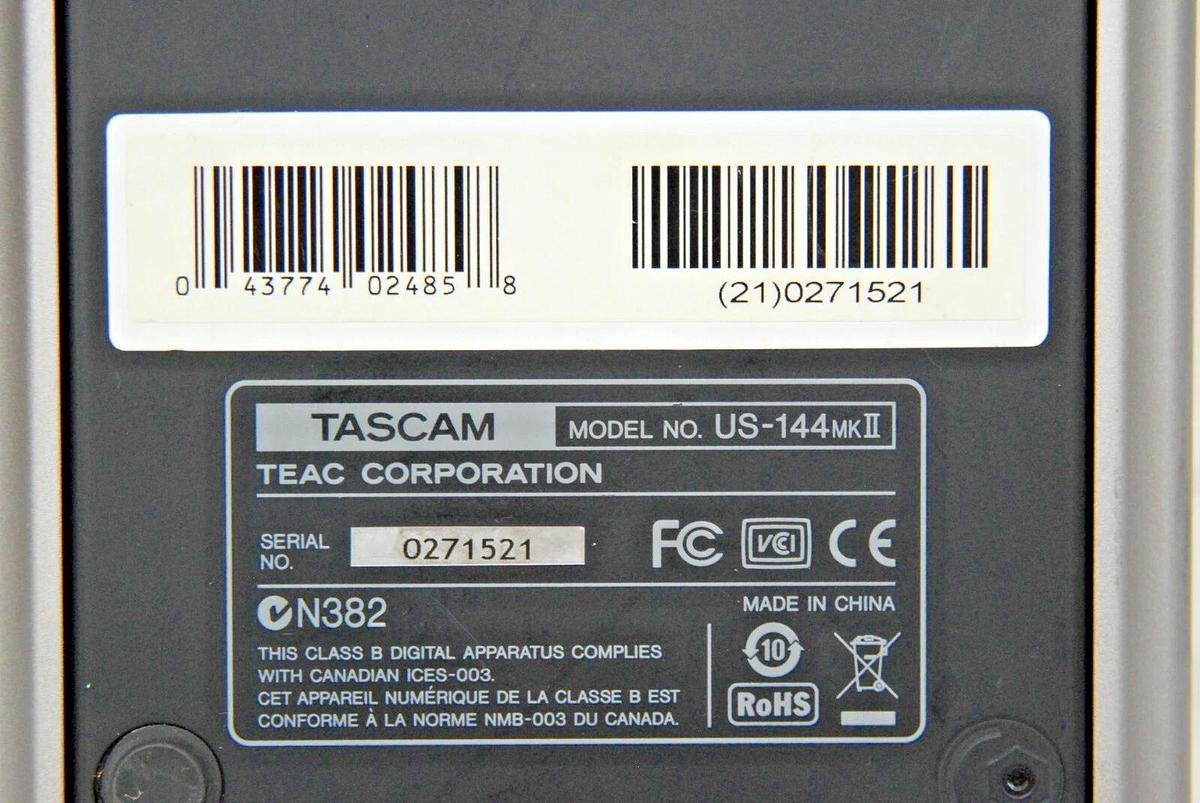 0 43774 02485 8
(21)0271521
TASCAM MODEL NO. US-144MKII
TEAC CORPORATION
SERIAL NO. 0271521
FC VCI CE
N382
MADE IN CHINA
THIS CLASS B DIGITAL APPARATUS COMPLIES
WITH CANADIAN ICES-003.
CET APPAREIL NUMÉRIQUE DE LA CLASSE B EST
CONFORME À LA NORME NMB-003 DU CANADA.
10
RoHS